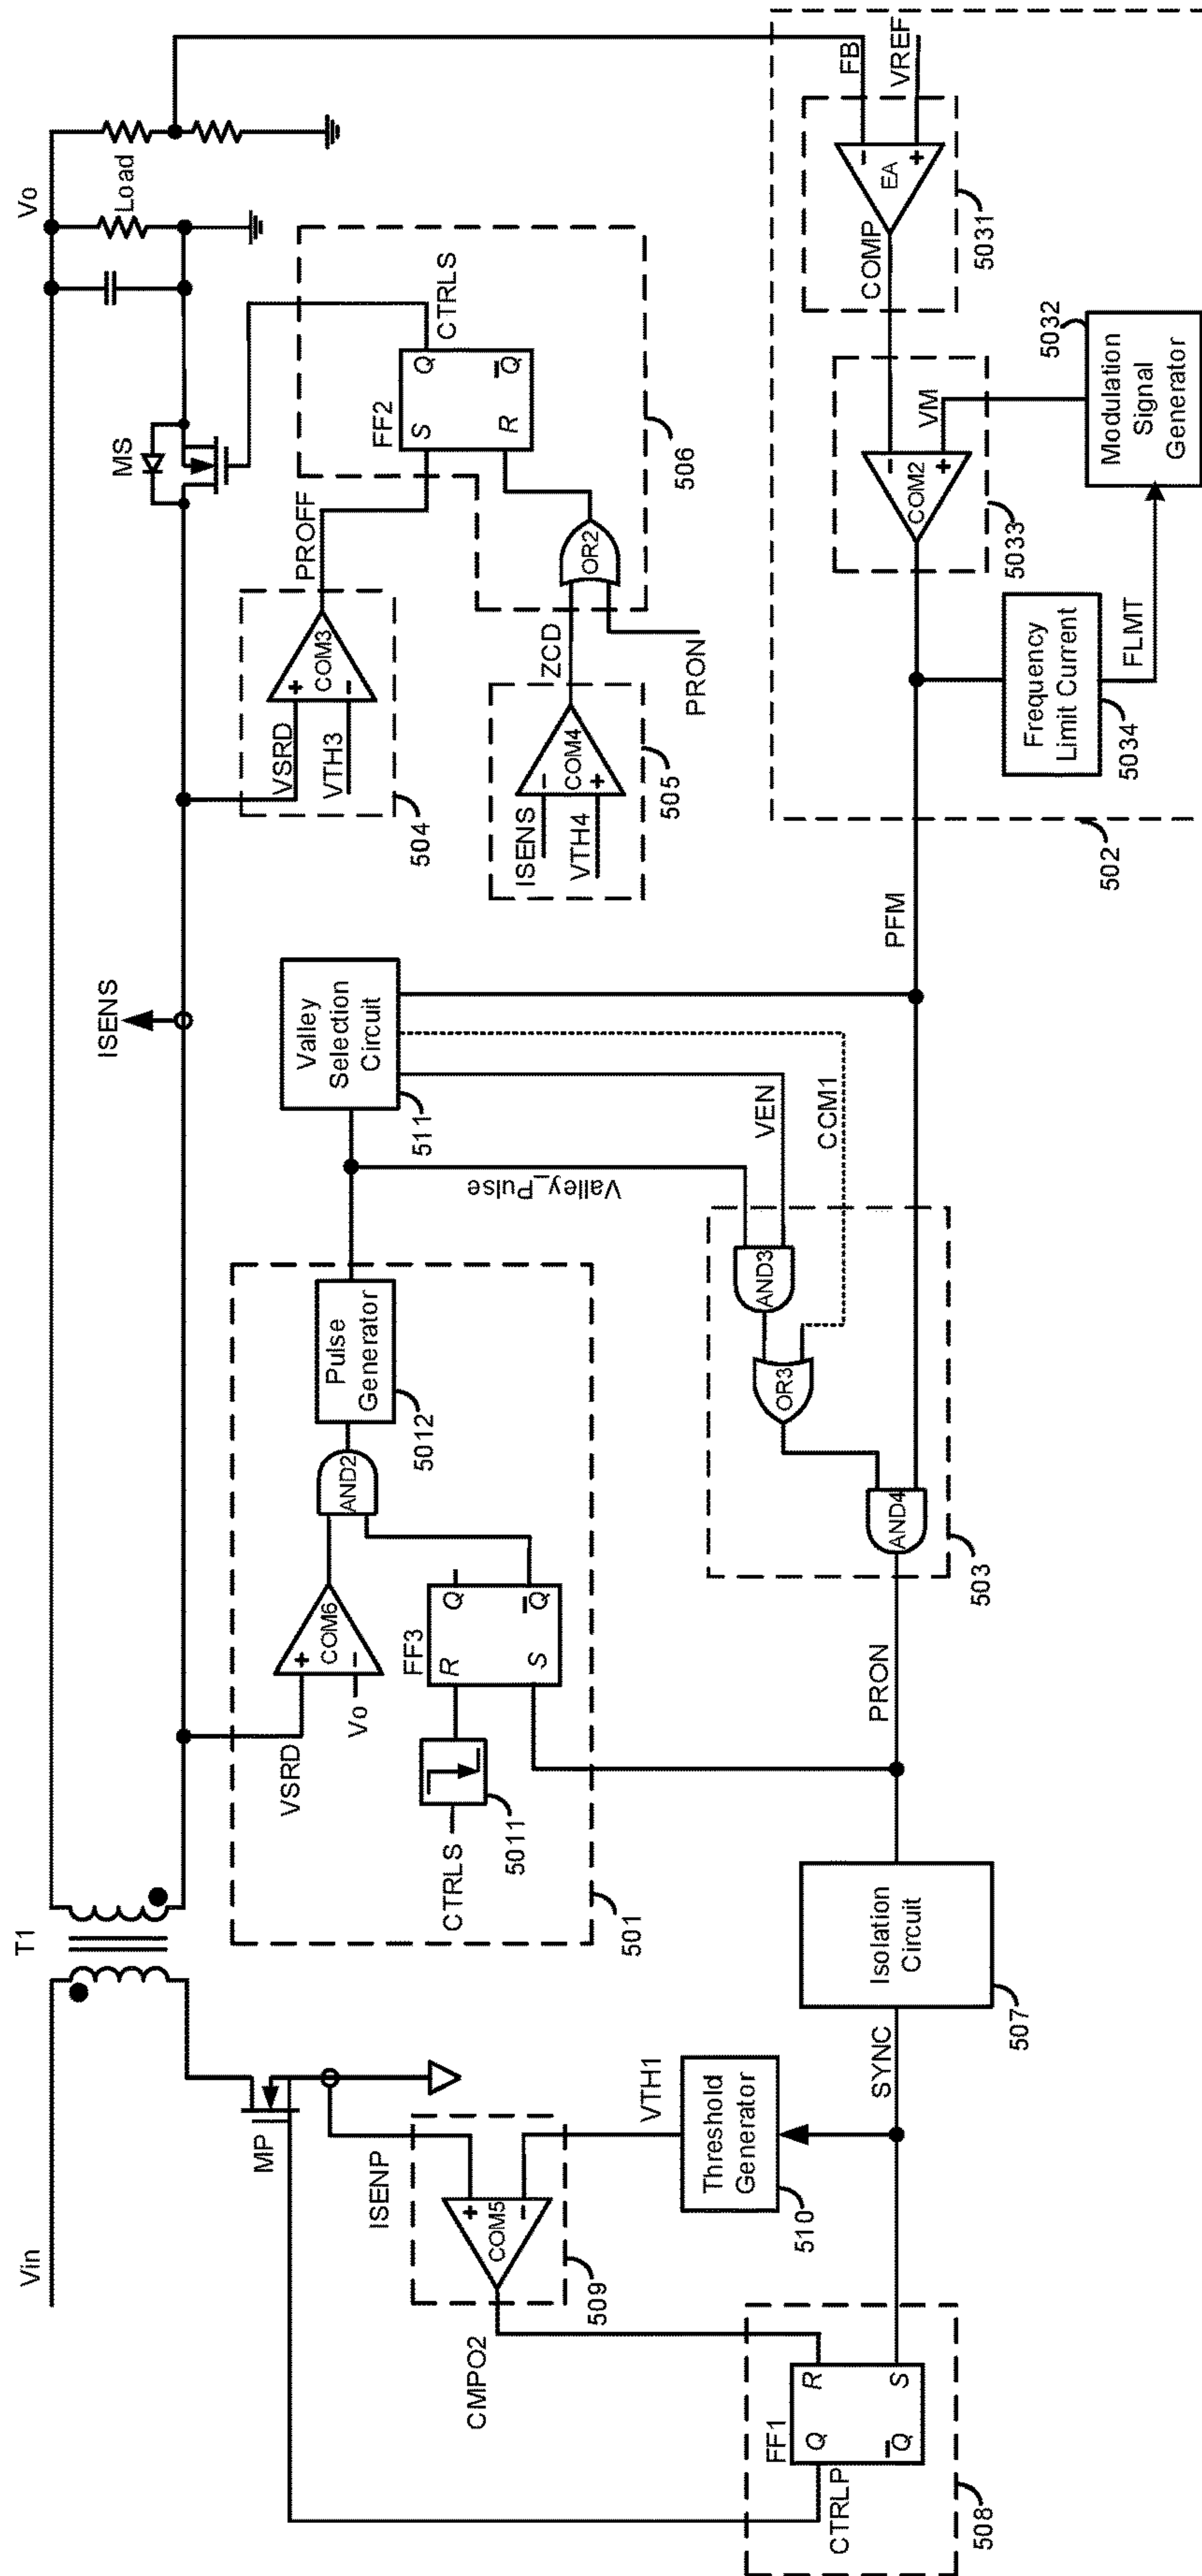 Vin
T1
ISENS
Vo
MS
Load
MP
ISENP
COM5
+
−
CMPO2
509
VTH1
Threshold
Generator
510
FF1
Q
R
Q
S
CTRLP
508
SYNC
Isolation
Circuit
507
VSRD
+
−
COM6
Vo
CTRLS
5011
FF3
R
Q
S
Q
AND2
Pulse
Generator
5012
501
PRON
Valley_Pulse
Valley
Selection
Circuit
511
VEN
CCM1
AND3
OR3
AND4
503
PFM
VSRD
VTH3
+
−
COM3
504
PROFF
ISENS
VTH4
−
+
COM4
505
ZCD
PRON
OR2
FF2
S
Q
R
Q
CTRLS
506
502
Frequency
Limit Current
5034
FLMT
Modulation
Signal
Generator
5032
VM
−
+
COM2
5033
COMP
−
+
EA
5031
FB
VREF